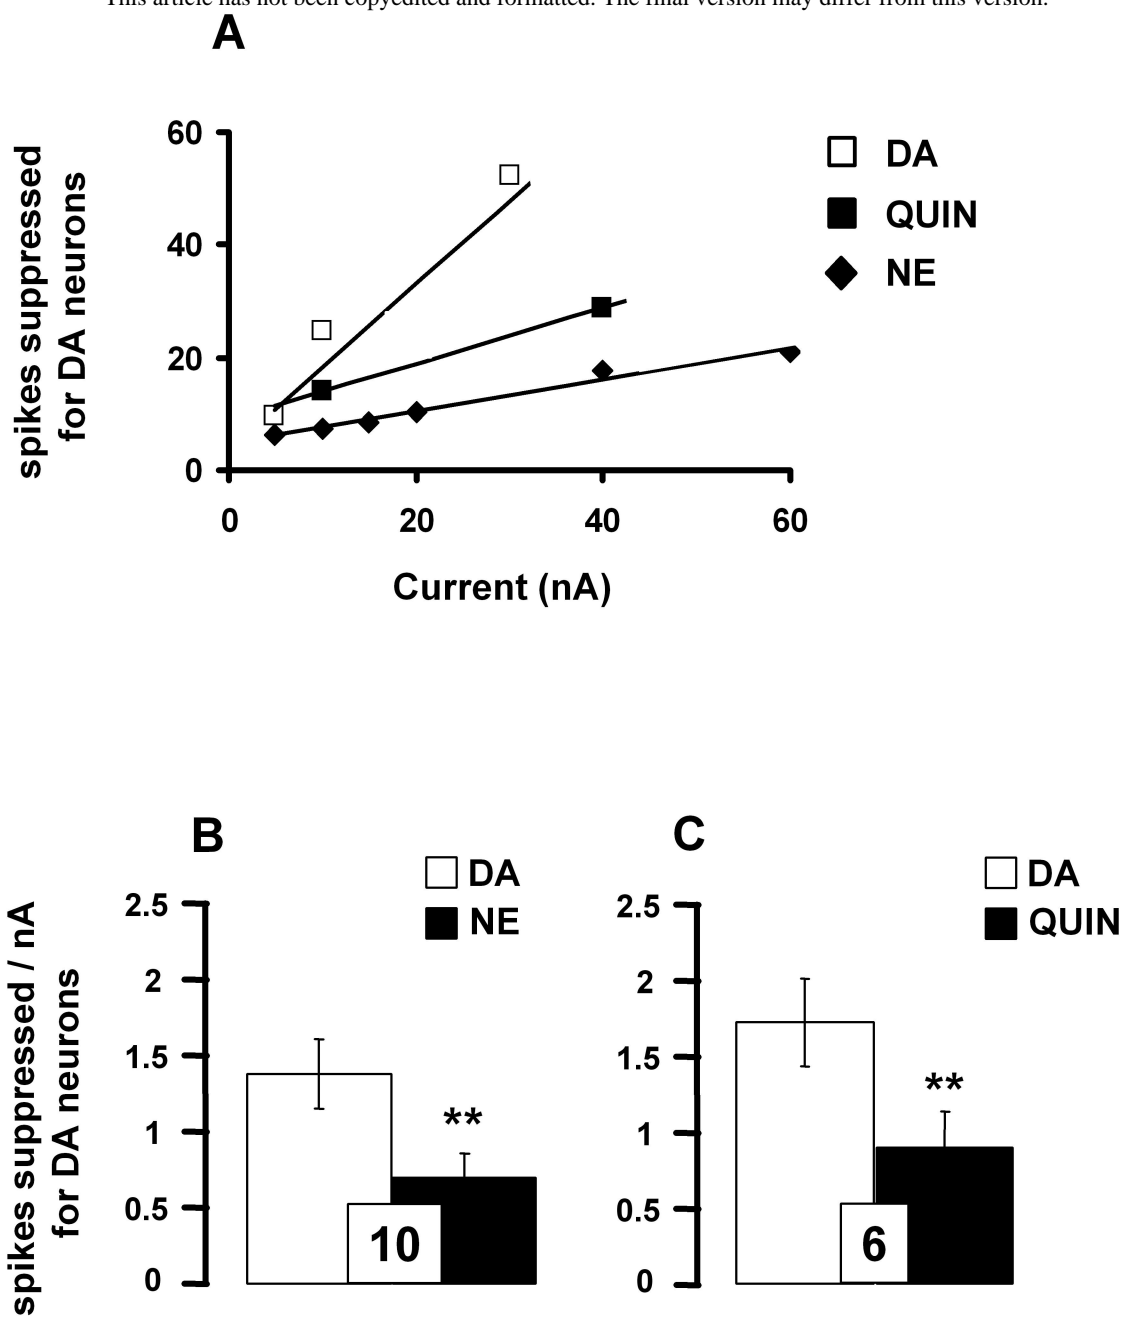 This article has not been copyedited and formatted. The final version may differ from this version.
A
spikes suppressed
for DA neurons
60
40
20
0
0 20 40 60
Current (nA)
DA
QUIN
NE
B
DA
NE
spikes suppressed / nA
for DA neurons
2.5
2
1.5
1
0.5
0
**
10
C
DA
QUIN
2.5
2
1.5
1
0.5
0
**
6